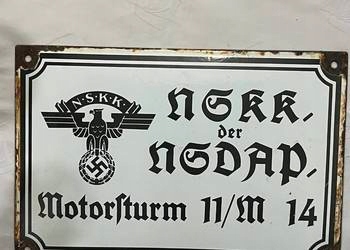 N·S·K·K·
NSKK.
der
NSDAP.
Motorsturm 11/M 14